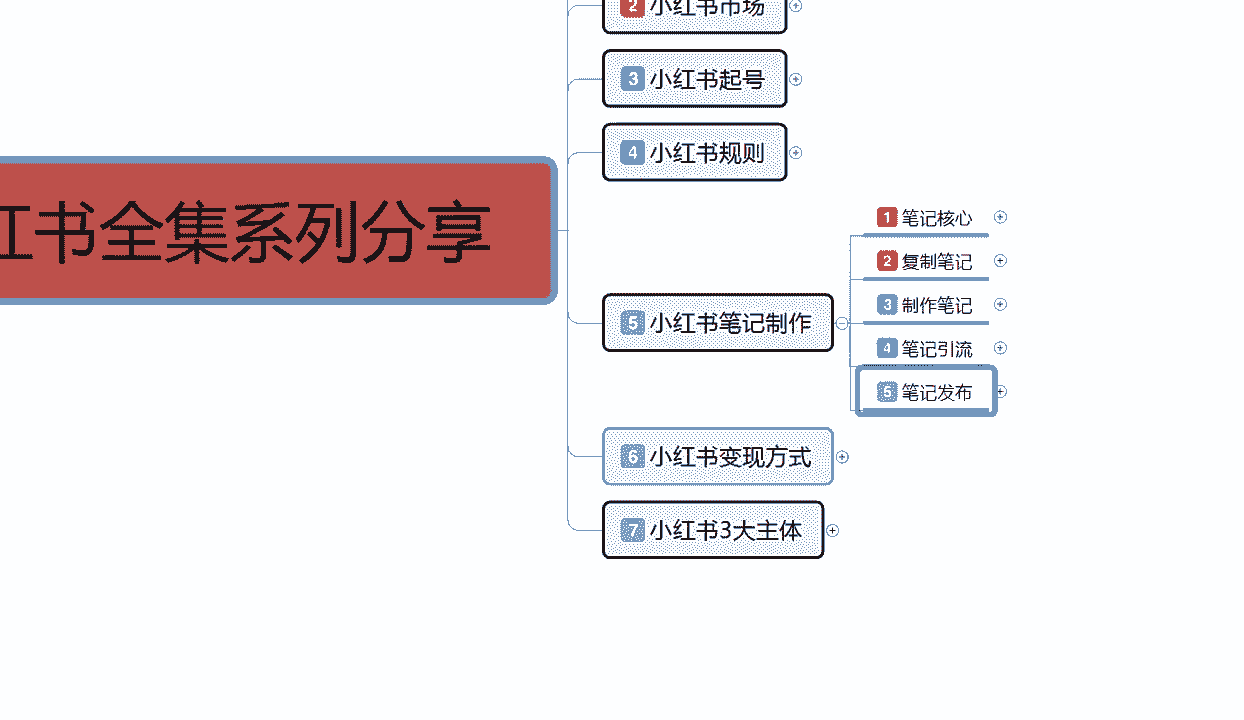 2 小红书市场
3 小红书起号
4 小红书规则
红书全集系列分享
5 小红书笔记制作
1 笔记核心
2 复制笔记
3 制作笔记
4 笔记引流
5 笔记发布
6 小红书变现方式
7 小红书3大主体